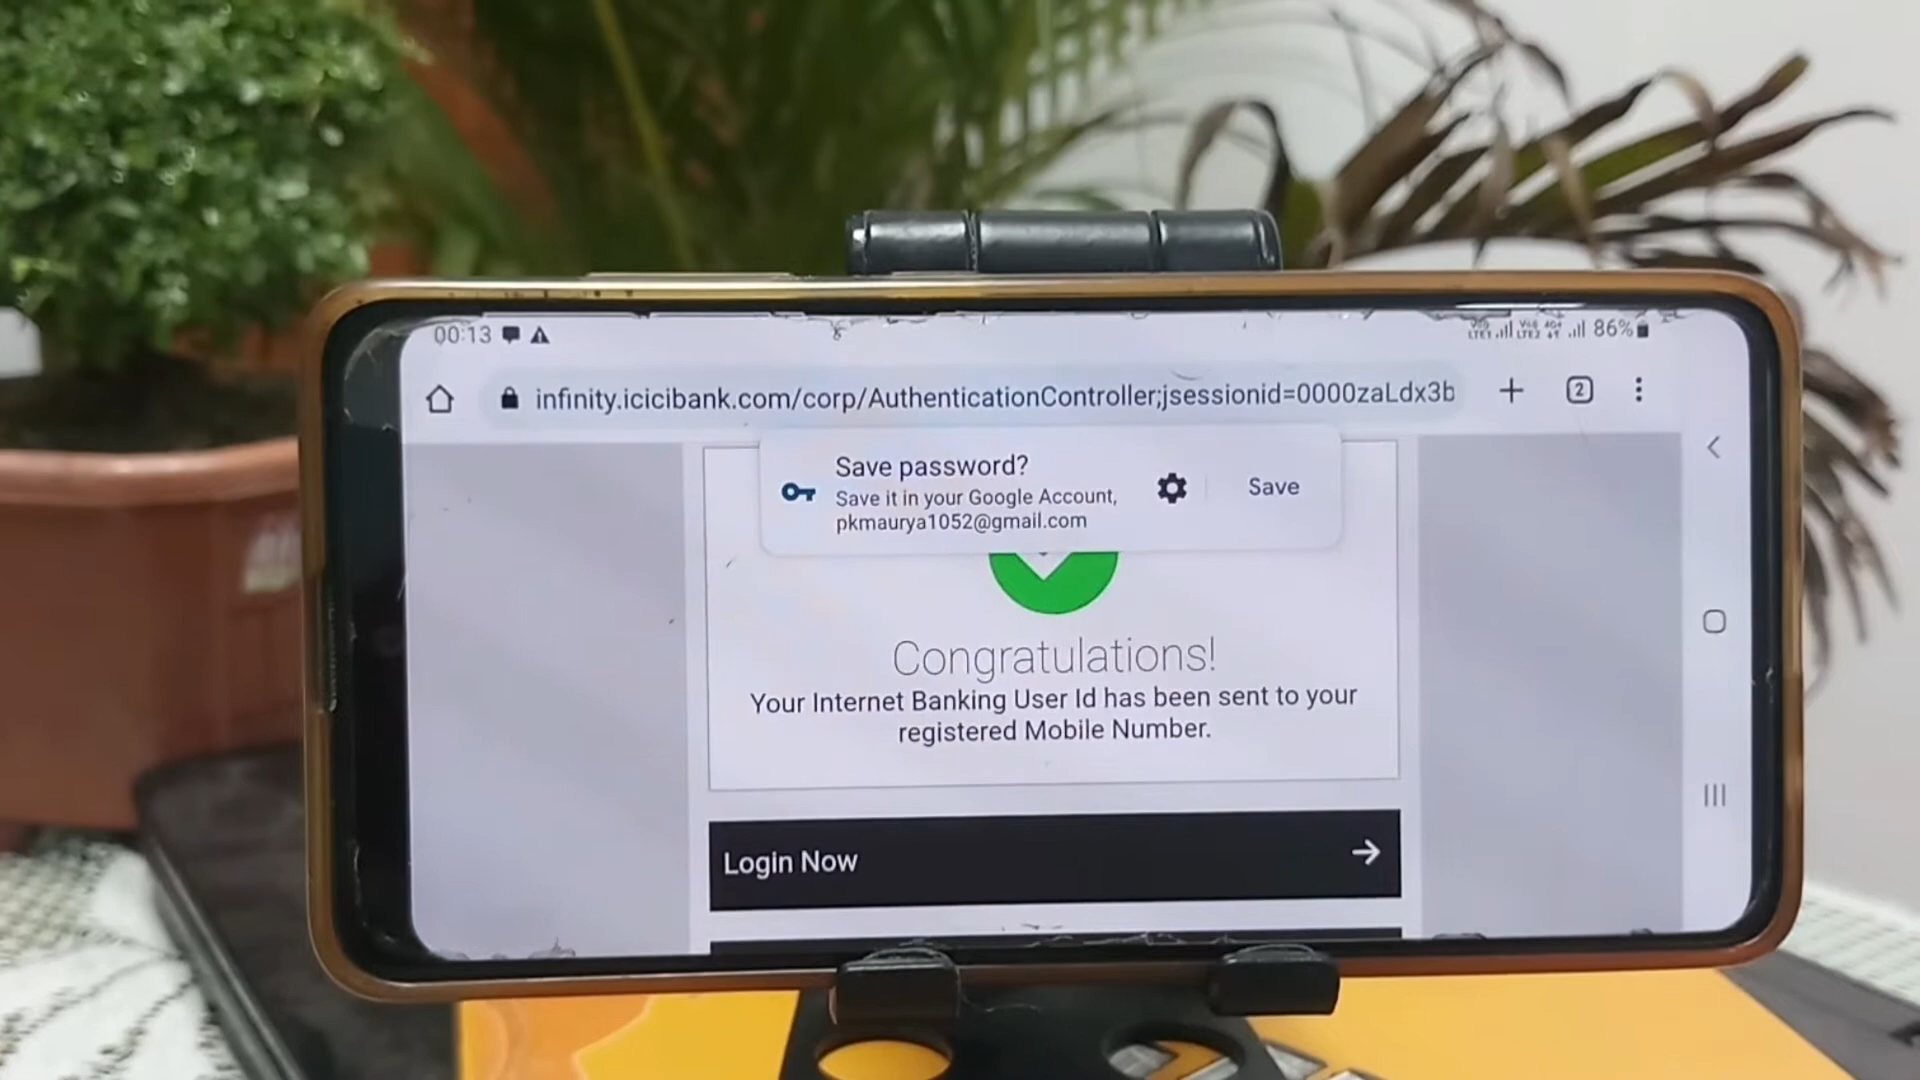 00:13
86%
infinity.icicibank.com/corp/AuthenticationController;jsessionid=0000zaLdx3b
2
Save password?
Save it in your Google Account,
pkmaurya1052@gmail.com
Save
Congratulations!
Your Internet Banking User Id has been sent to your
registered Mobile Number.
Login Now